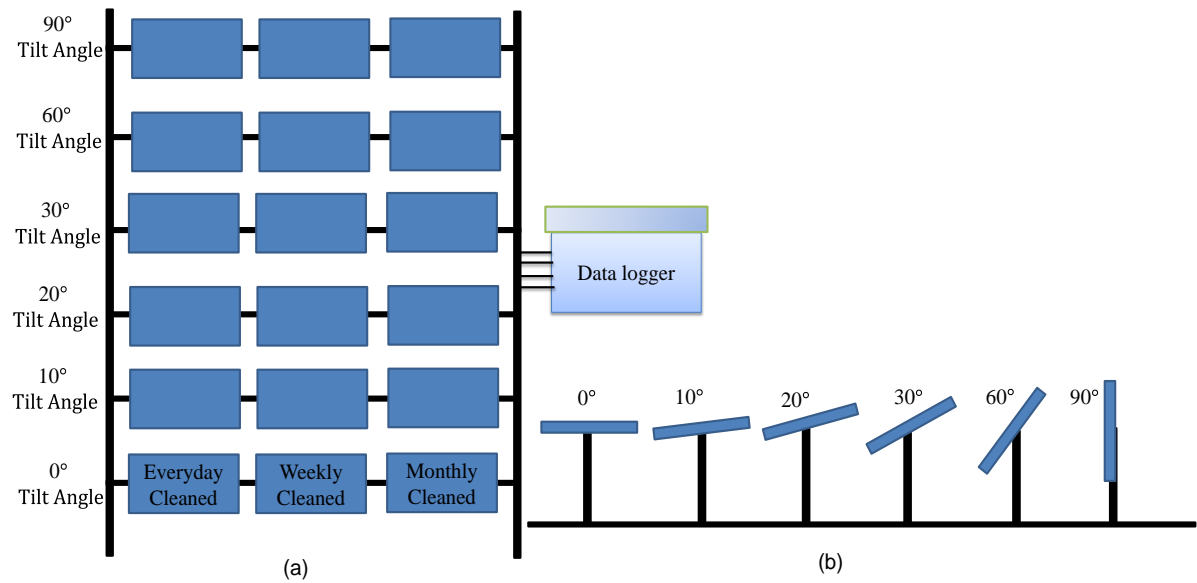 90°
Tilt Angle
60°
Tilt Angle
30°
Tilt Angle
20°
Tilt Angle
10°
Tilt Angle
0°
Tilt Angle
Everyday
Cleaned
Weekly
Cleaned
Monthly
Cleaned
(a)
Data logger
0°
10°
20°
30°
60°
90°
(b)